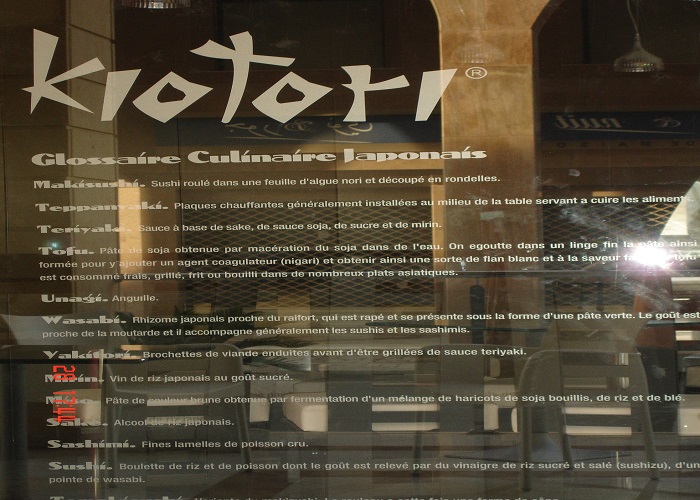 kiotori ®
Glossaire Culinaire Japonais
Makisushi. Sushi roulé dans une feuille d'algue nori et découpé en rondelles.
Teppanyaki. Plaques chauffantes généralement installées au milieu de la table servant a cuire les aliment
Teriyaki. Sauce à base de sake, de sauce soja, de sucre et de mirin.
Tofu. Pâte de soja obtenue par macération du soja dans de l'eau. On egoutte dans un linge fin la pâte ainsi
formée pour y ajouter un agent coagulateur (nigari) et obtenir ainsi une sorte de flan blanc et à la saveur
est consommé frais, grillé, frit ou bouilli dans de nombreux plats asiatiques.
Unagi. Anguille.
Wasabi. Rhizome japonais proche du raifort, qui est rapé et se présente sous la forme d'une pâte verte. Le goût est
proche de la moutarde et il accompagne généralement les sushis et les sashimis.
Yakitori. Brochettes de viande enduites avant d'être grillées de sauce teriyaki.
Mirin. Vin de riz japonais au goût sucré.
Pâte de couleur brune obtenue par fermentation d'un mélange de haricots de soja bouillis, de riz et de blé.
Sake. Alcool de riz japonais.
Sashimi. Fines lamelles de poisson cru.
Sushi. Boulette de riz et de poisson dont le goût est relevé par du vinaigre de riz sucré et salé (sushizu), d'un
pointe de wasabi.